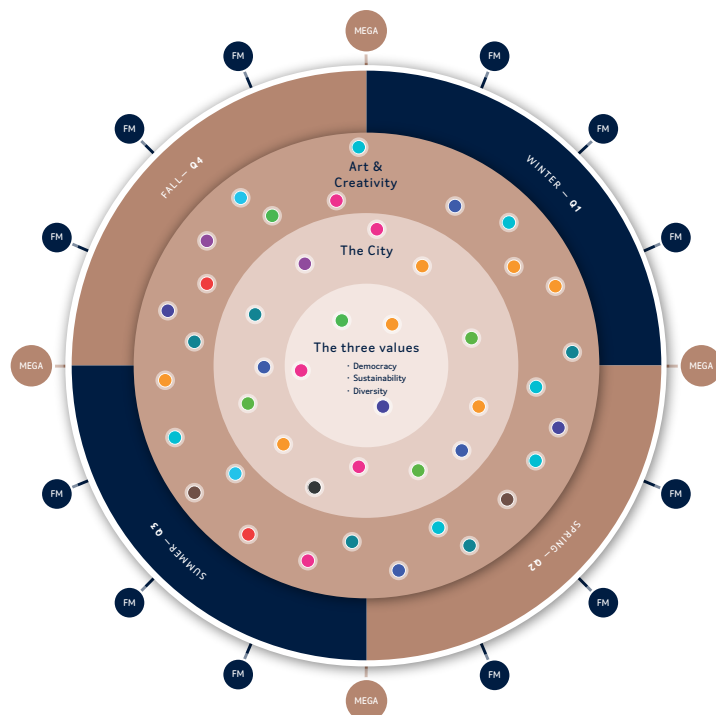 MEGA
FM
FM
FM
FM
FALL — Q4
WINTER — Q1
Art &
Creativity
FM
FM
The City
The three values
MEGA
MEGA
· Democracy
· Sustainability
· Diversity
FM
FM
SUMMER — Q3
SPRING — Q2
FM
FM
FM
FM
MEGA